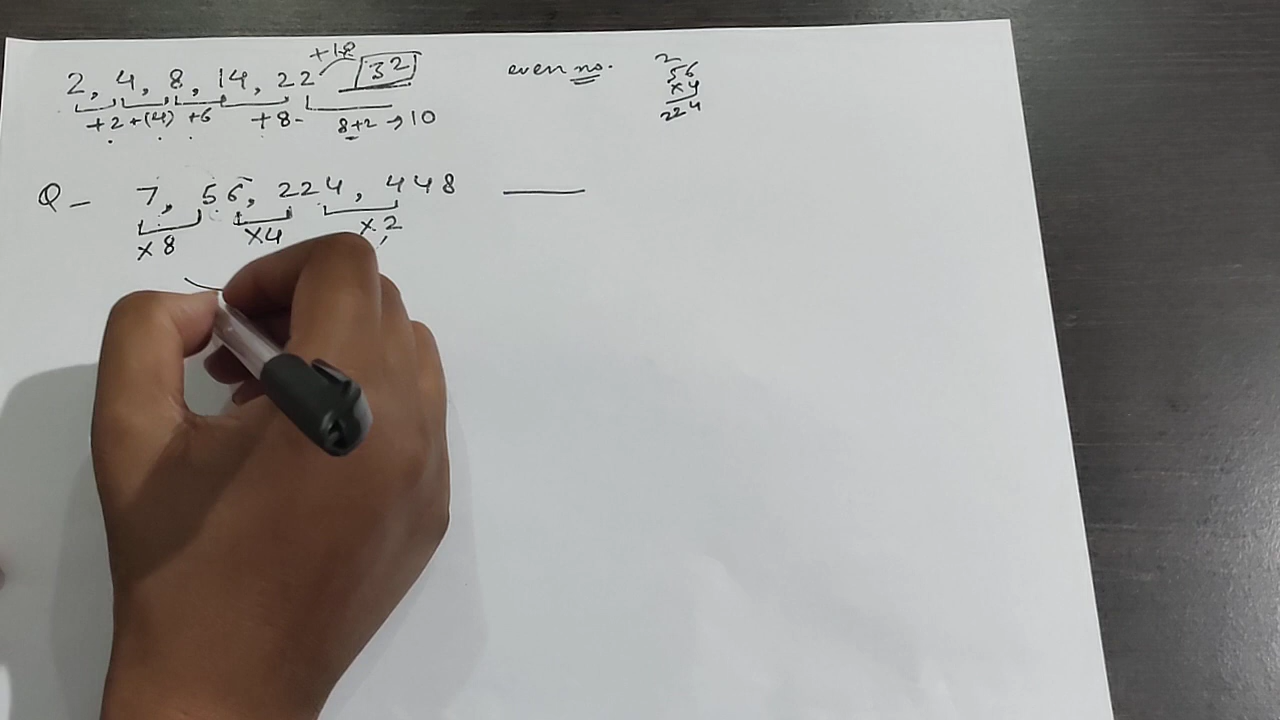 +10
2, 4, 8, 14, 22 32
+2 +(4) +6 +8- 8+2 → 10
even no.
2
56
×4
224
Q - 7, 56, 224, 448 ___
×8 ×4 ×2